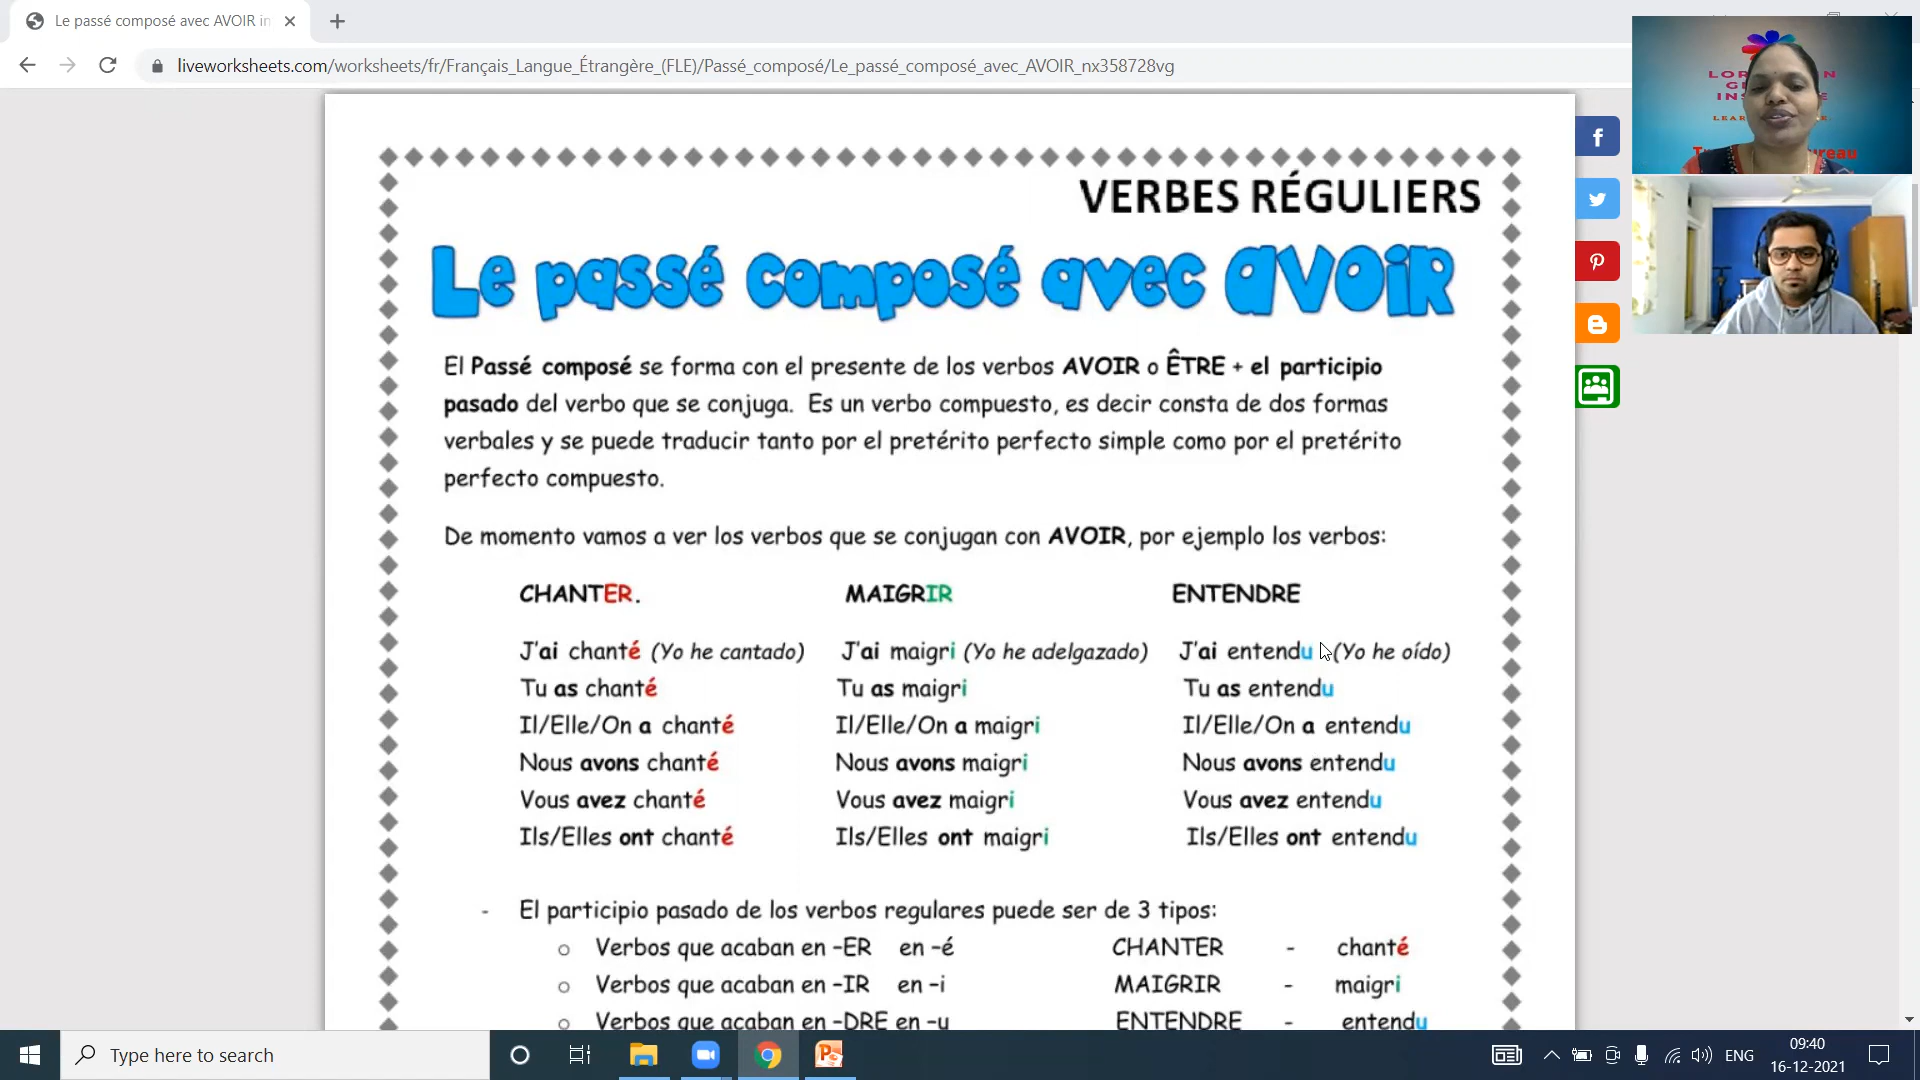 Le passé composé avec AVOIR in
liveworksheets.com/worksheets/fr/Français_Langue_Étrangère_(FLE)/Passé_composé/Le_passé_composé_avec_AVOIR_nx358728vg
VERBES RÉGULIERS
Le passé composé avec AVOIR
El Passé composé se forma con el presente de los verbos AVOIR o ÊTRE + el participio
pasado del verbo que se conjuga. Es un verbo compuesto, es decir consta de dos formas
verbales y se puede traducir tanto por el pretérito perfecto simple como por el pretérito
perfecto compuesto.
De momento vamos a ver los verbos que se conjugan con AVOIR, por ejemplo los verbos:
CHANTER. MAIGRIR ENTENDRE
J'ai chanté (Yo he cantado) J'ai maigri (Yo he adelgazado) J'ai entendu (Yo he oído)
Tu as chanté Tu as maigri Tu as entendu
Il/Elle/On a chanté Il/Elle/On a maigri Il/Elle/On a entendu
Nous avons chanté Nous avons maigri Nous avons entendu
Vous avez chanté Vous avez maigri Vous avez entendu
Ils/Elles ont chanté Ils/Elles ont maigri Ils/Elles ont entendu
- El participio pasado de los verbos regulares puede ser de 3 tipos:
o Verbos que acaban en -ER en -é CHANTER - chanté
o Verbos que acaban en -IR en -i MAIGRIR - maigri
o Verbos que acaban en -DRE en -u ENTENDRE - entendu
Type here to search
ENG
09:40
16-12-2021